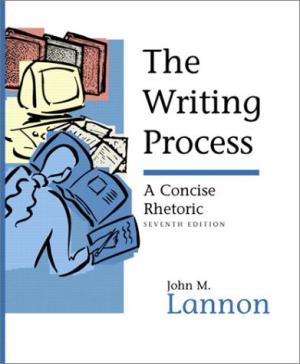 The
Writing
Process
A Concise
Rhetoric
SEVENTH EDITION
John M.
Lannon